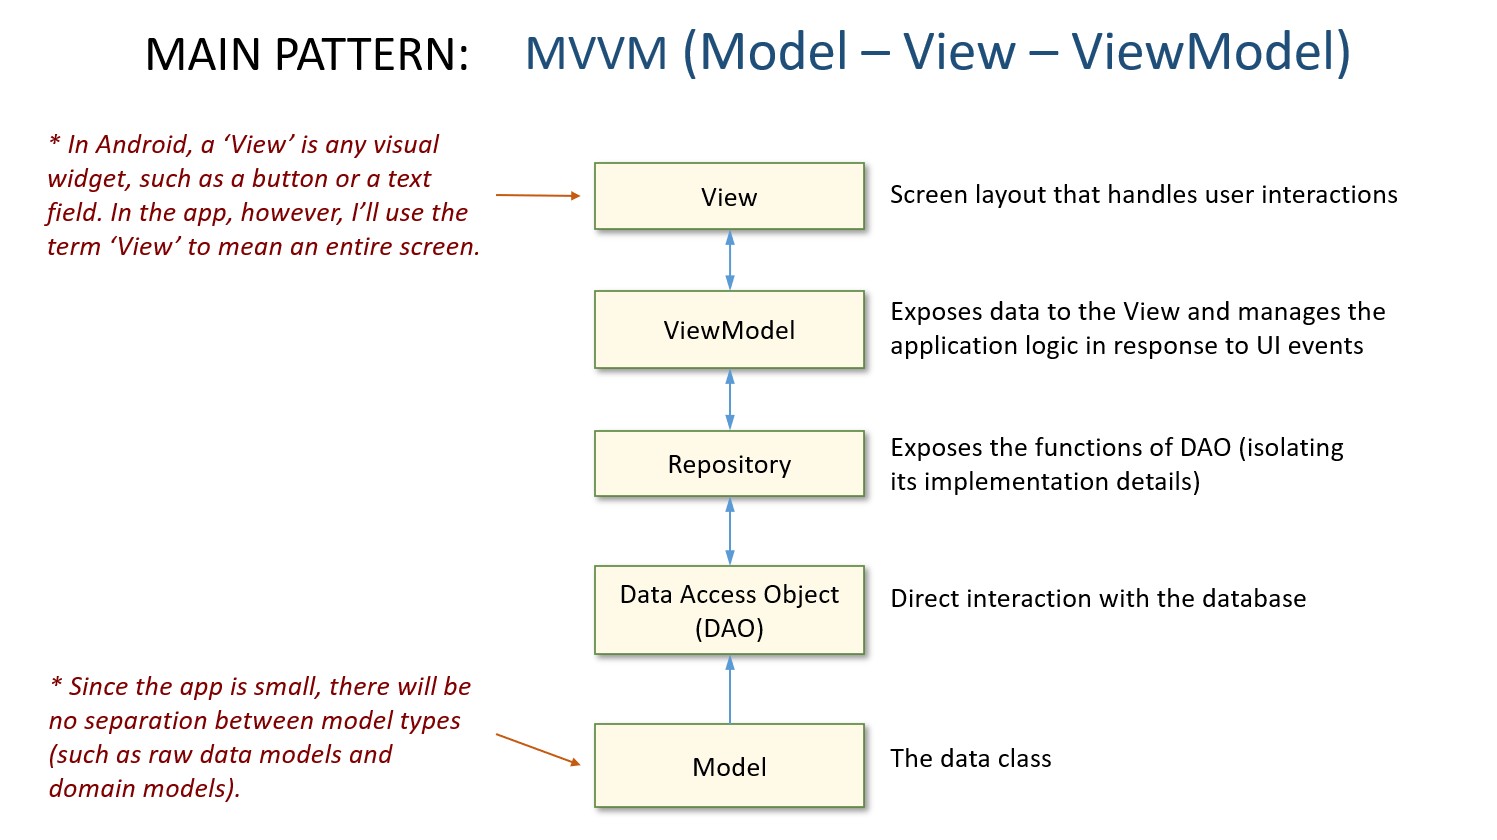 MAIN PATTERN: MVVM (Model – View – ViewModel)
* In Android, a ‘View’ is any visual
widget, such as a button or a text
field. In the app, however, I’ll use the
term ‘View’ to mean an entire screen.
View
Screen layout that handles user interactions
ViewModel
Exposes data to the View and manages the
application logic in response to UI events
Repository
Exposes the functions of DAO (isolating
its implementation details)
Data Access Object
(DAO)
Direct interaction with the database
* Since the app is small, there will be
no separation between model types
(such as raw data models and
domain models).
Model
The data class